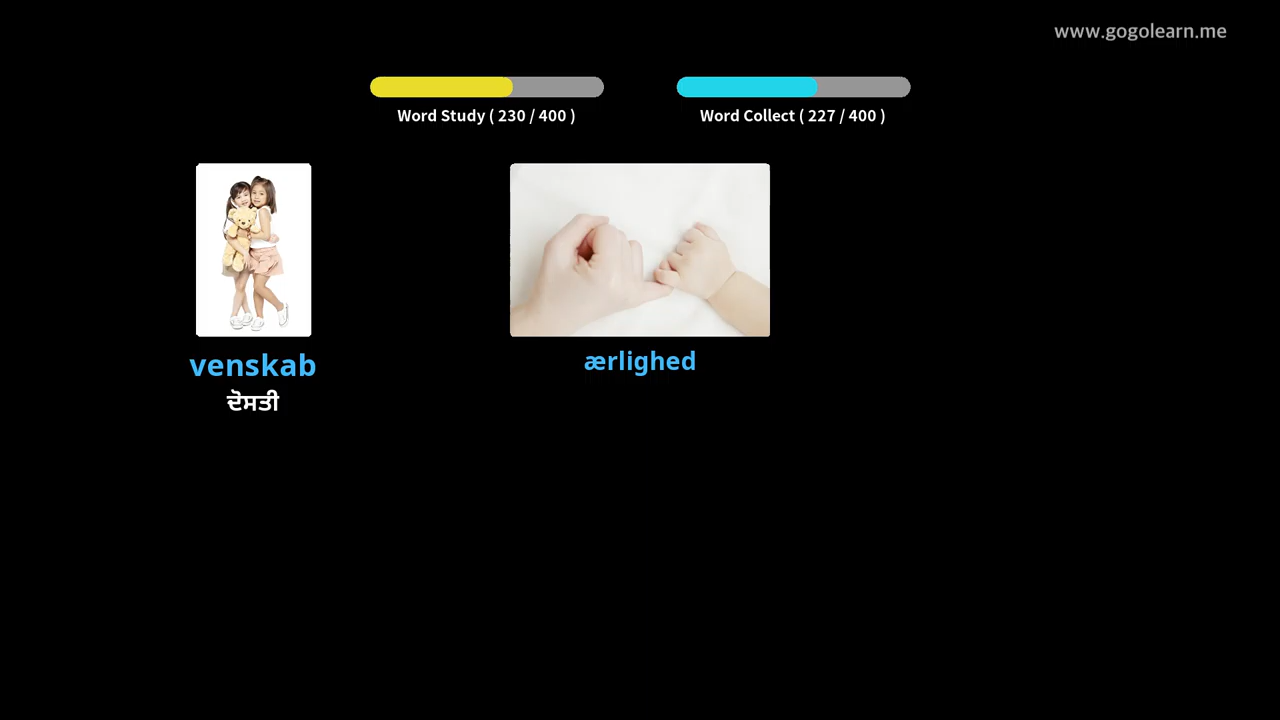 www.gogolearn.me
Word Study ( 230 / 400 )
Word Collect ( 227 / 400 )
venskab
ਦੋਸਤੀ
ærlighed